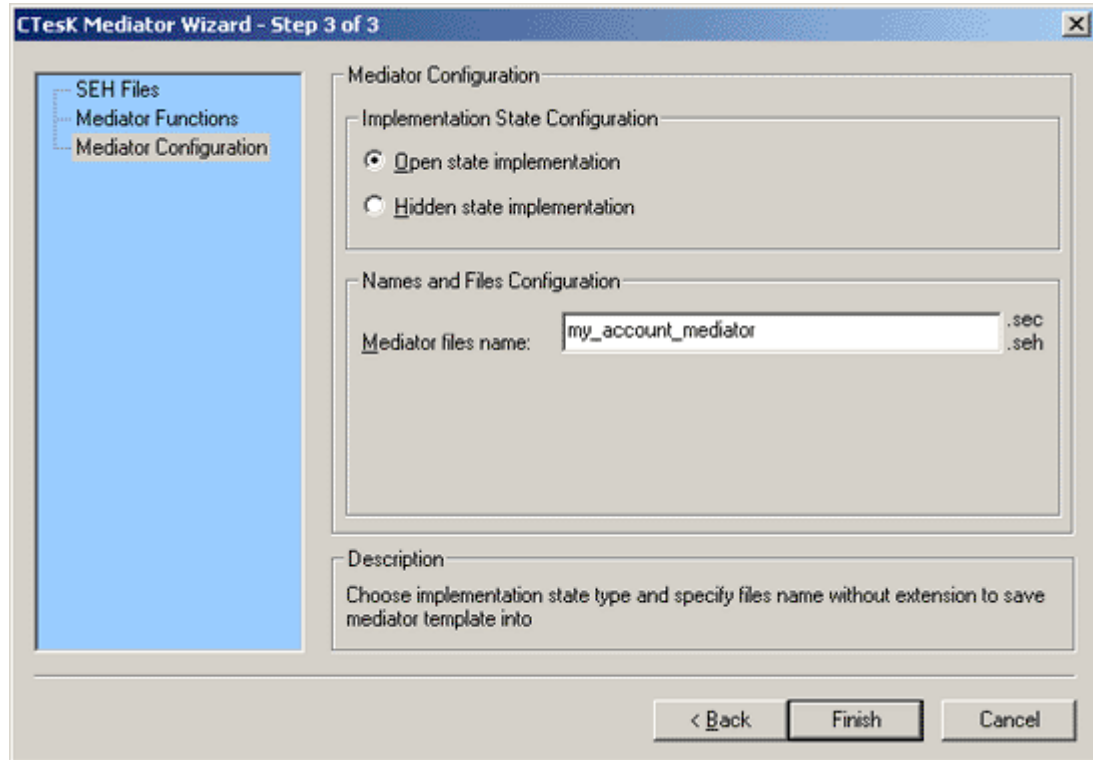 CTesK Mediator Wizard - Step 3 of 3
SEH Files
Mediator Functions
Mediator Configuration
Mediator Configuration
Implementation State Configuration
Open state implementation
Hidden state implementation
Names and Files Configuration
Mediator files name:
my_account_mediator
.sec
.seh
Description
Choose implementation state type and specify files name without extension to save
mediator template into
< Back
Finish
Cancel